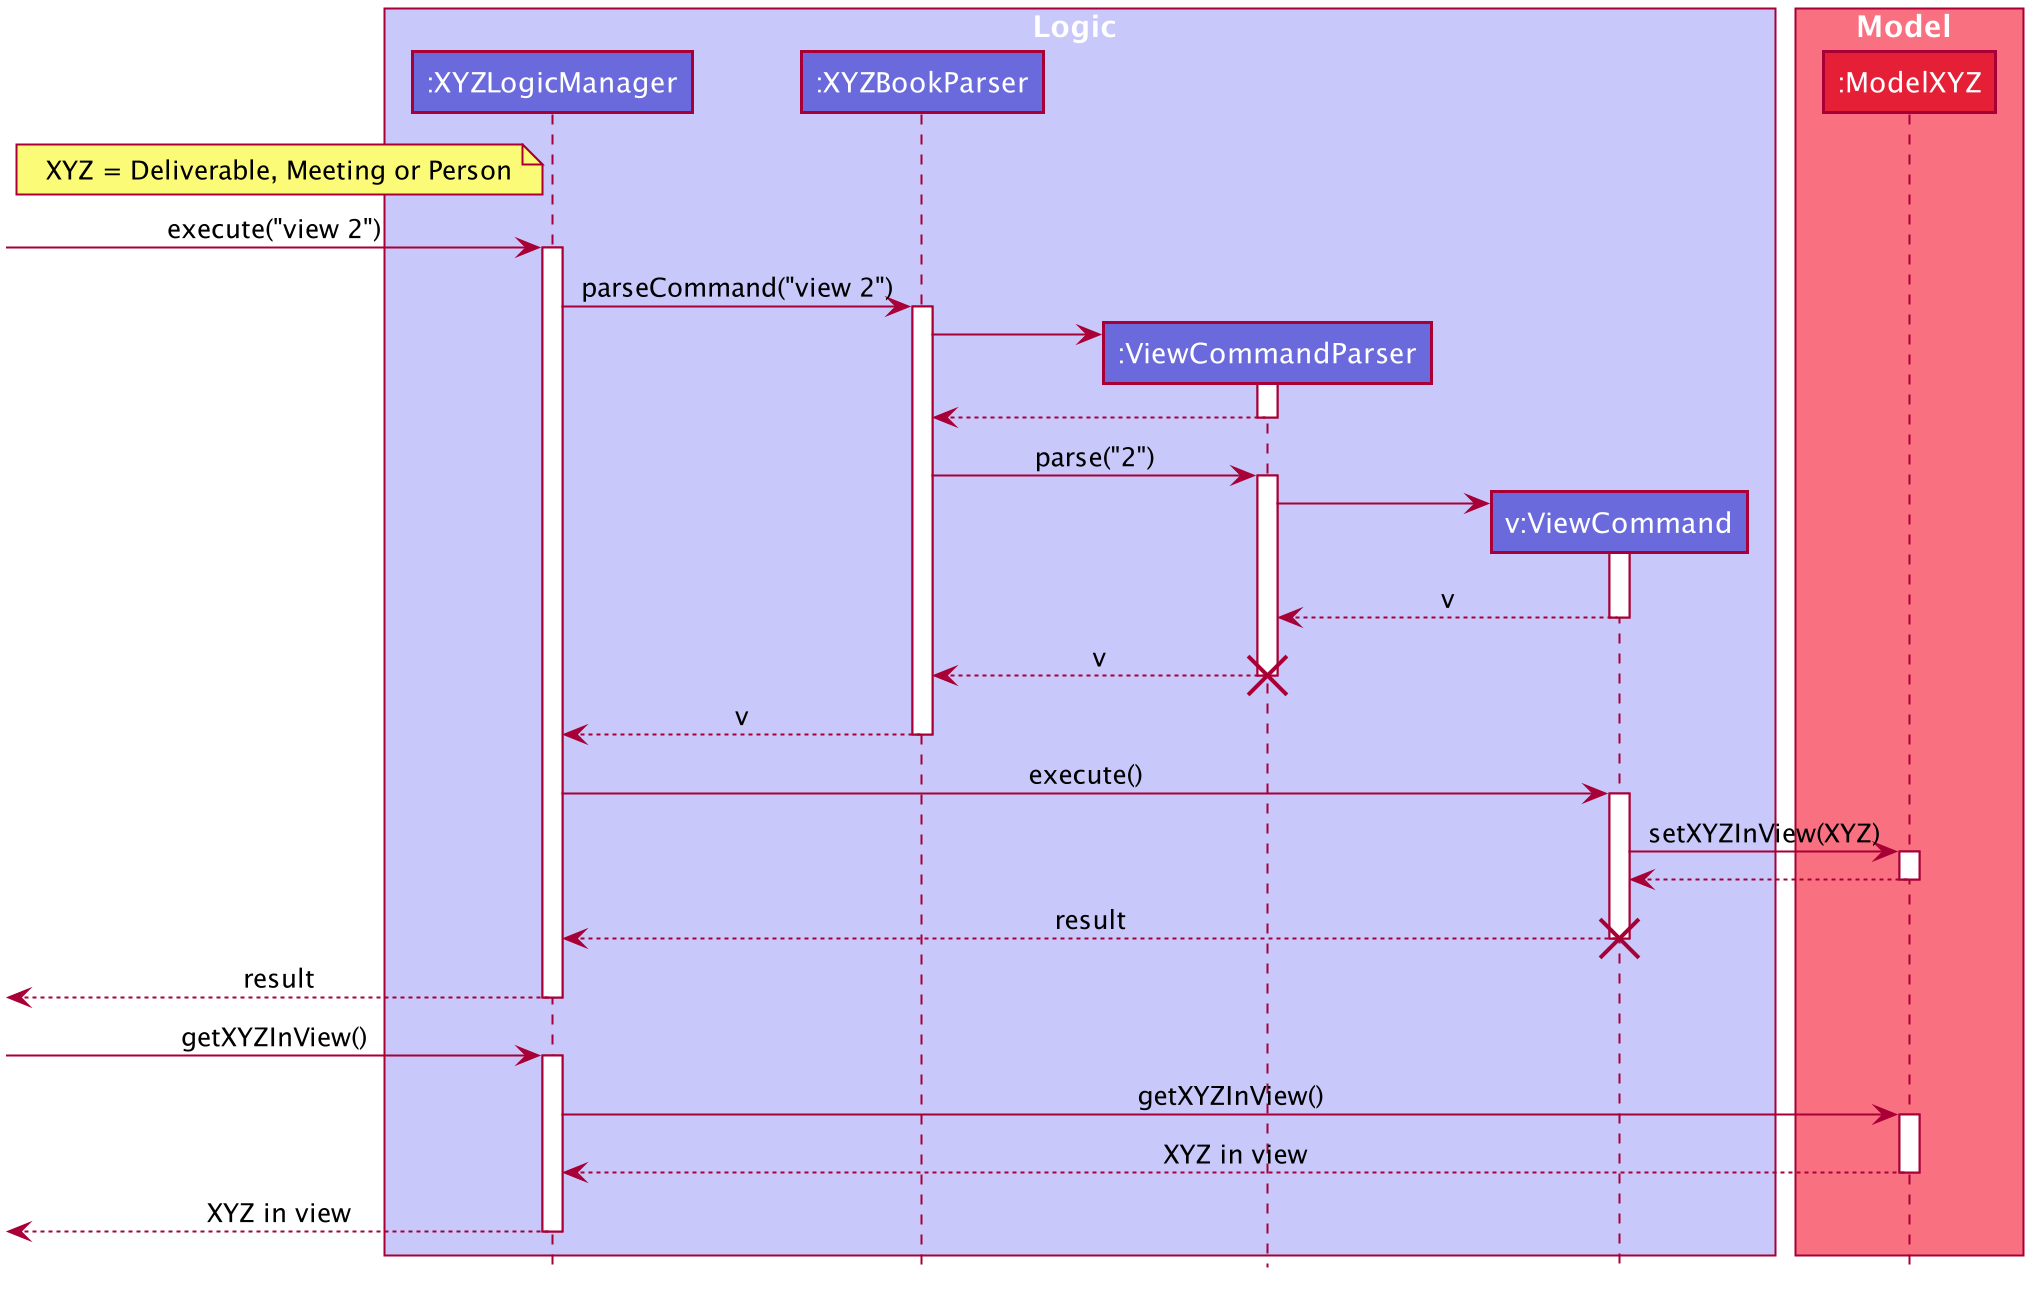 Logic
Model
:XYZLogicManager
:XYZBookParser
:ModelXYZ
XYZ = Deliverable, Meeting or Person
execute("view 2")
parseCommand("view 2")
:ViewCommandParser
parse("2")
v:ViewCommand
v
v
v
execute()
setXYZInView(XYZ)
result
result
getXYZInView()
getXYZInView()
XYZ in view
XYZ in view